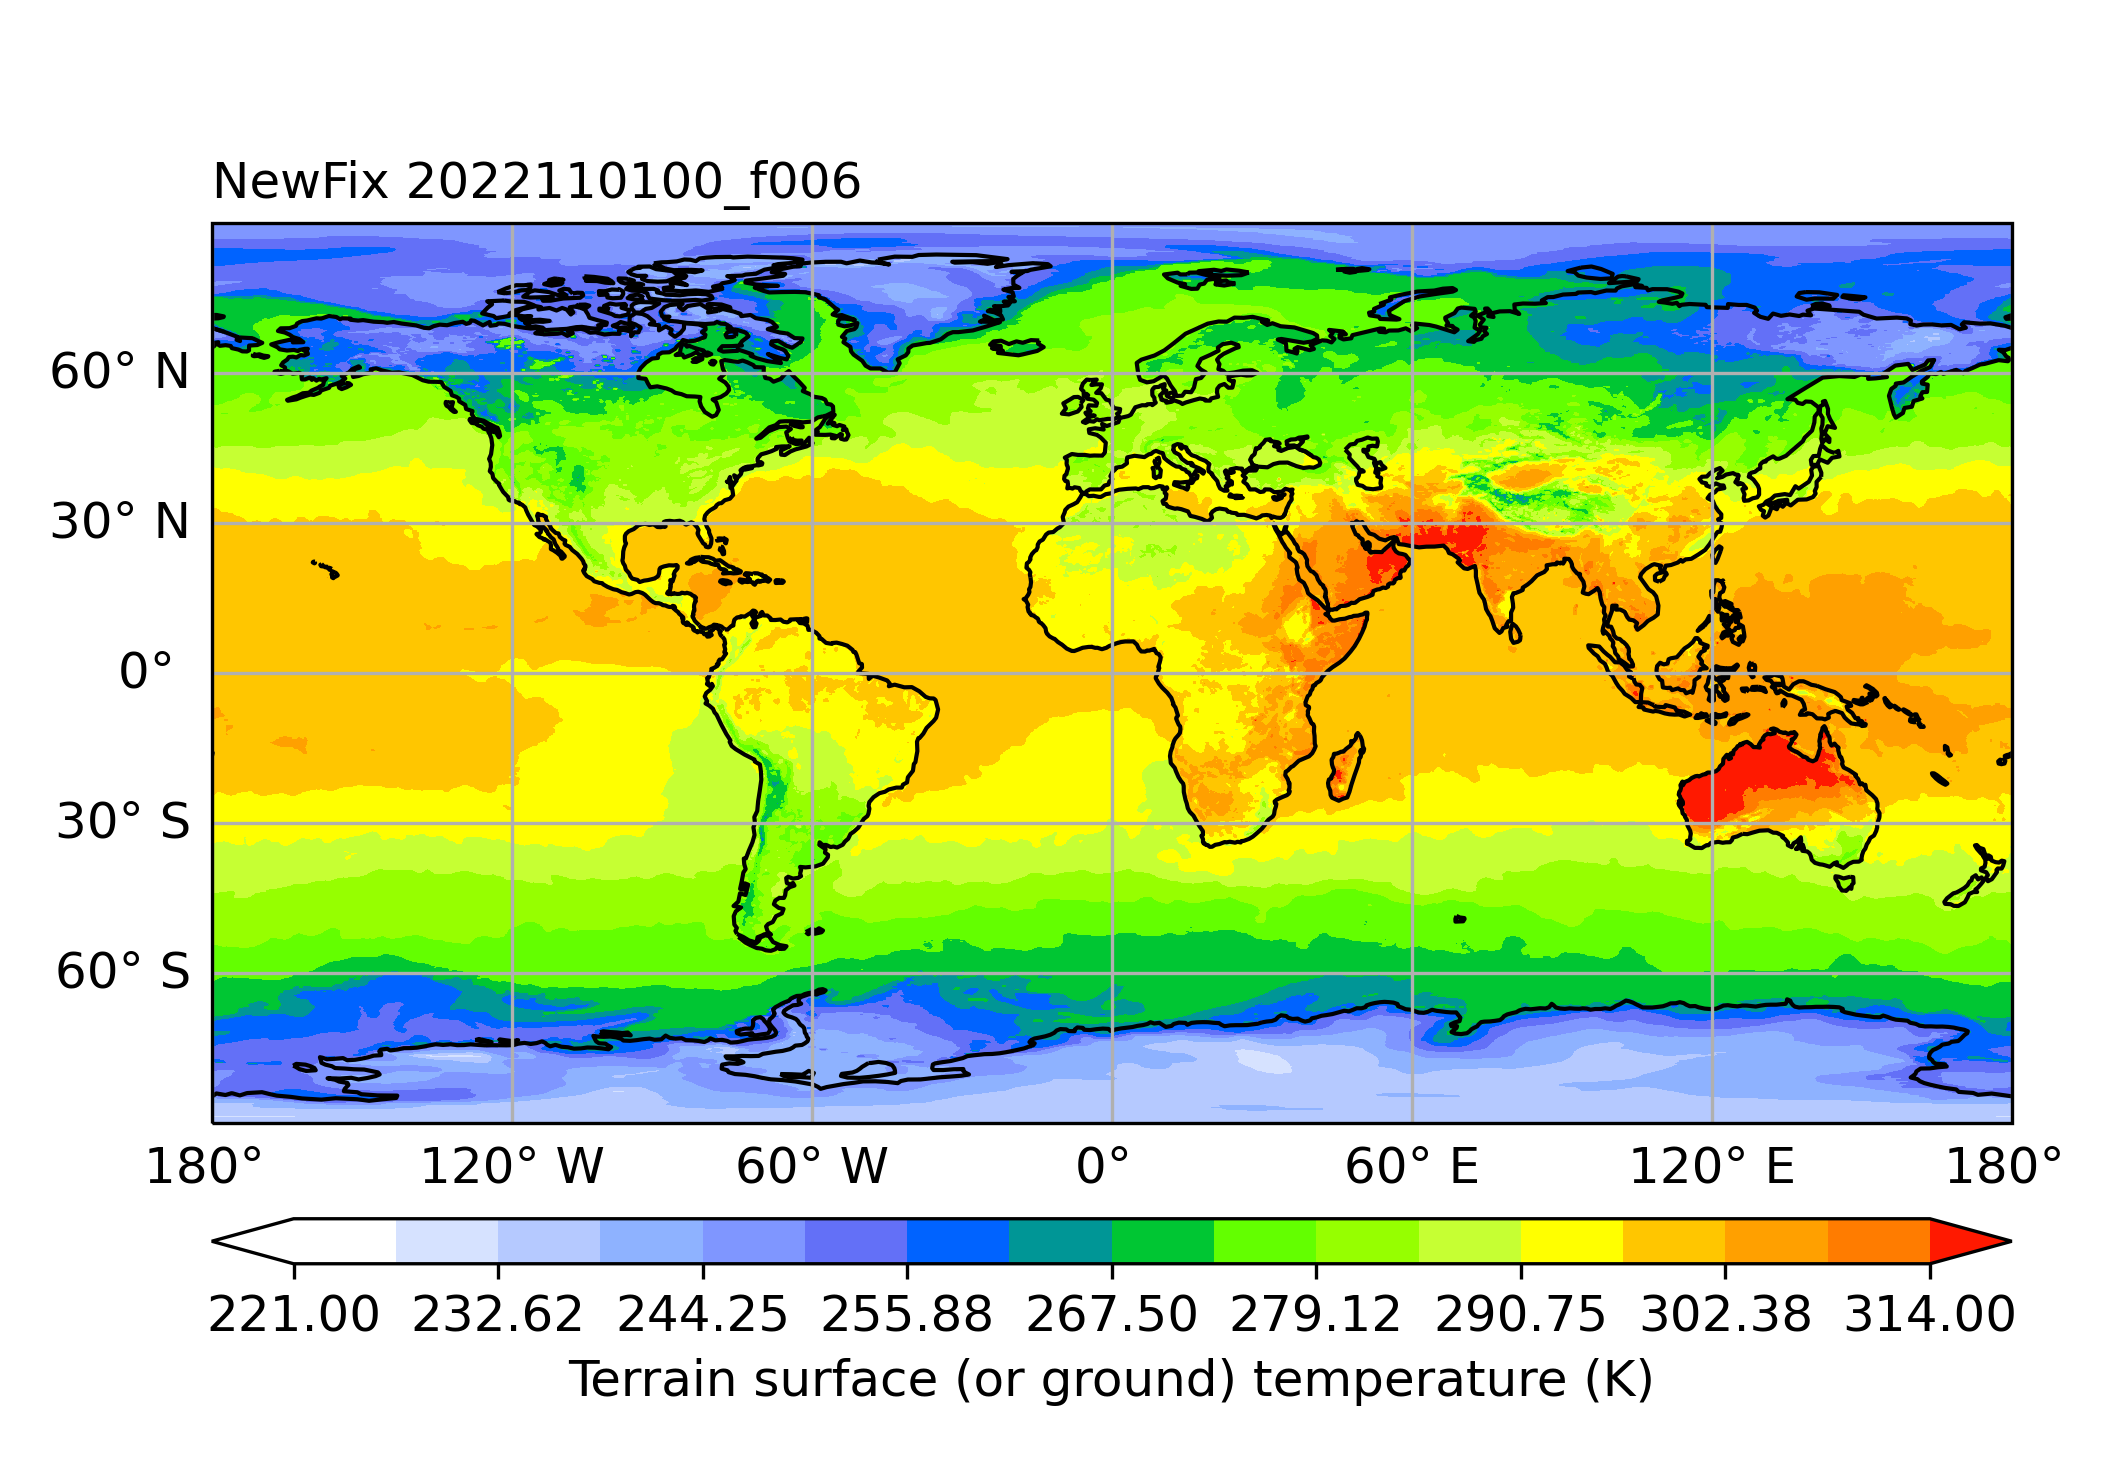 NewFix 2022110100_f006
60° N
30° N
0°
30° S
60° S
180° 120° W 60° W 0° 60° E 120° E 180°
221.00 232.62 244.25 255.88 267.50 279.12 290.75 302.38 314.00
Terrain surface (or ground) temperature (K)